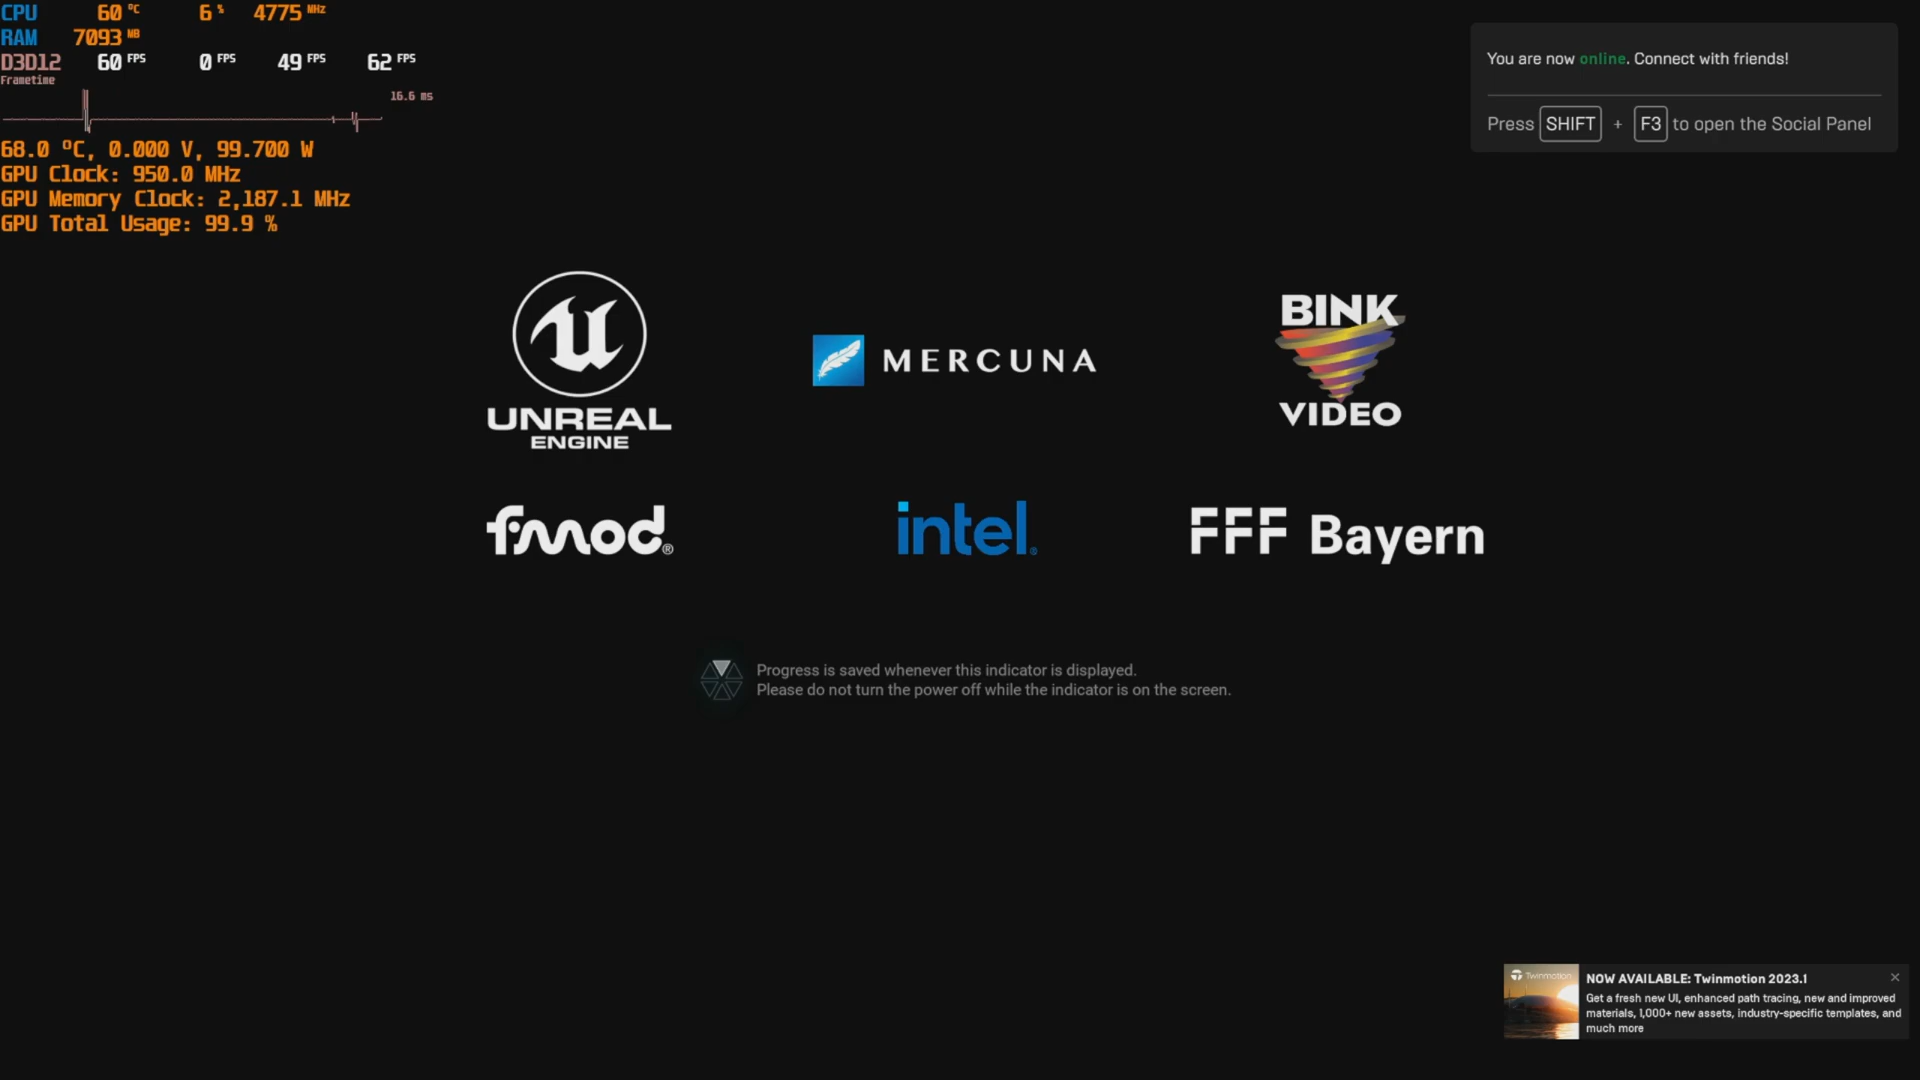 CPU 60 °C 6 % 4775 MHz
RAM 7093 MB
D3D12 60 FPS 0 FPS 49 FPS 62 FPS
Frametime
16.6 ms
68.0 °C, 0.000 V, 99.700 W
GPU Clock: 950.0 MHz
GPU Memory Clock: 2,187.1 MHz
GPU Total Usage: 99.9 %
You are now online. Connect with friends!
Press SHIFT + F3 to open the Social Panel
UNREAL
ENGINE
MERCUNA
BINK
VIDEO
fmod®
intel®
FFF Bayern
Progress is saved whenever this indicator is displayed.
Please do not turn the power off while the indicator is on the screen.
Twinmotion
NOW AVAILABLE: Twinmotion 2023.1
Get a fresh new UI, enhanced path tracing, new and improved
materials, 1,000+ new assets, industry-specific templates, and
much more